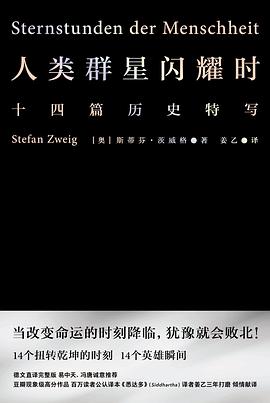 Sternstunden der Menschheit
人类群星闪耀时
十四篇历史特写
Stefan Zweig ［奥］斯蒂芬·茨威格●著 姜乙●译
当改变命运的时刻降临，犹豫就会败北！
14个扭转乾坤的时刻 14个英雄瞬间
德文直译完整版 易中天、冯唐诚意推荐
豆瓣现象级高分作品 百万读者公认译本《悉达多》(Siddhartha) 译者姜乙三年打磨 倾情献译